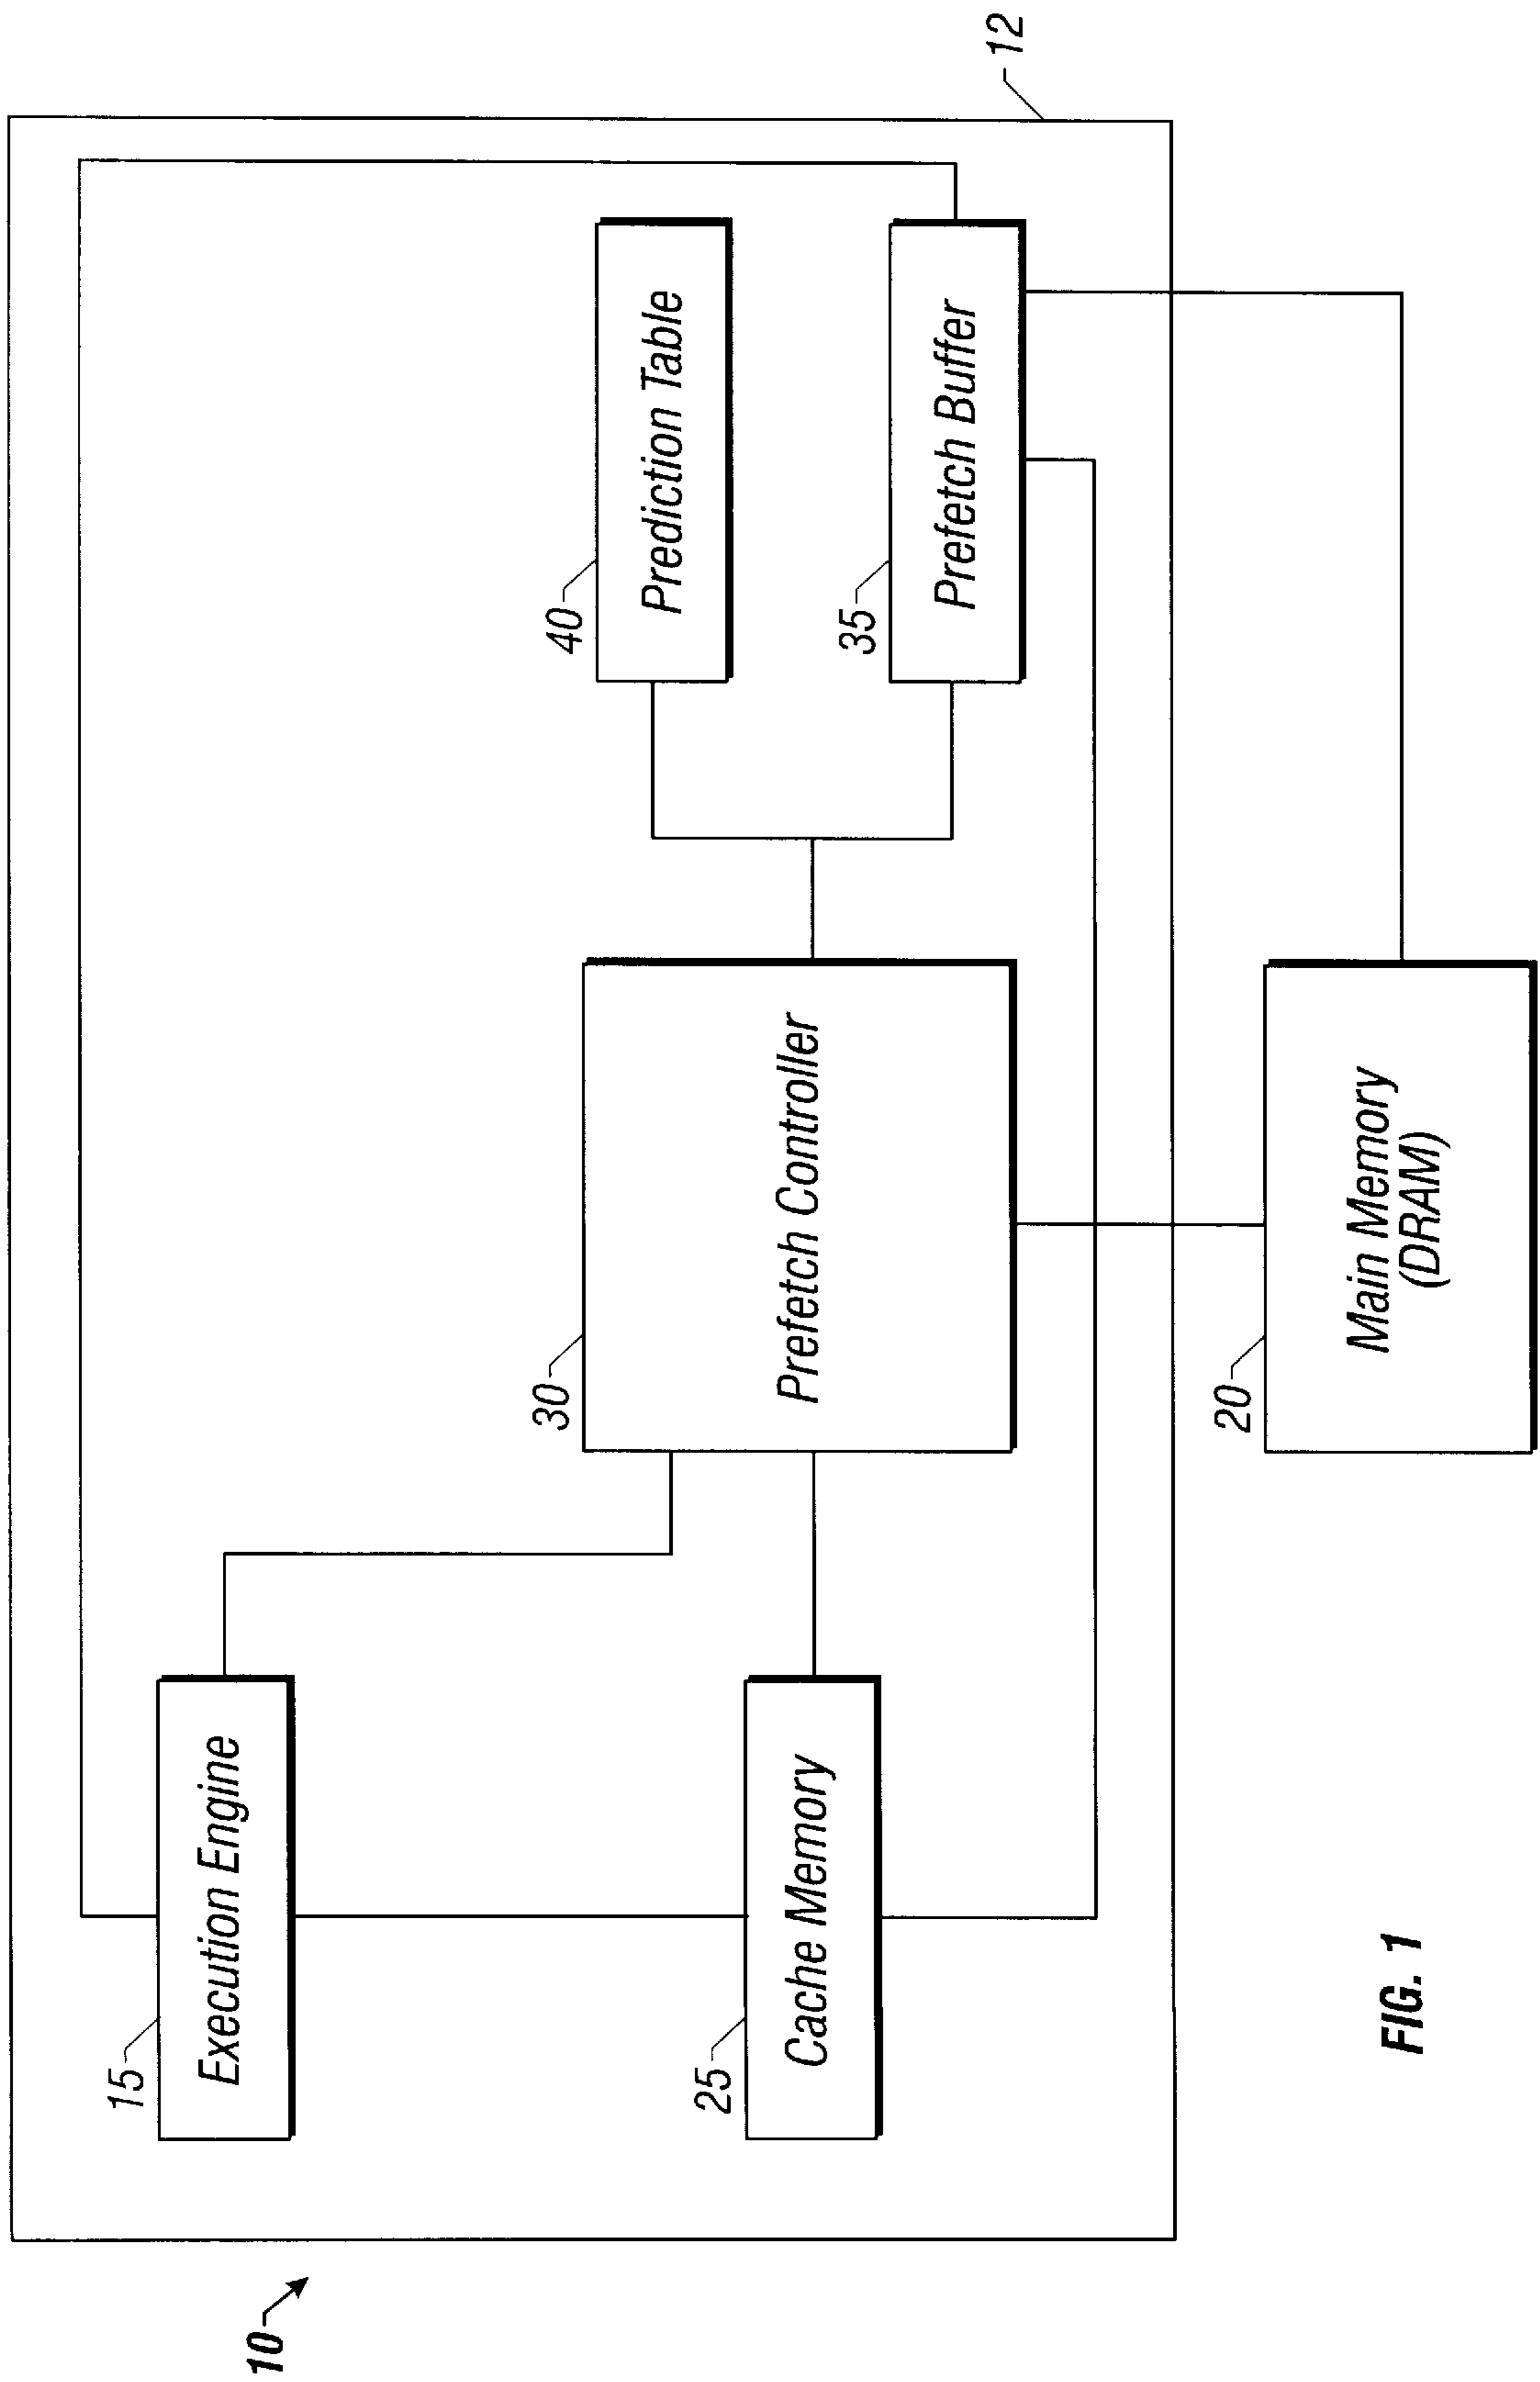 10
12
15
Execution Engine
40
Prediction Table
30
Prefetch Controller
35
Prefetch Buffer
25
Cache Memory
20
Main Memory
(DRAM)
FIG. 1